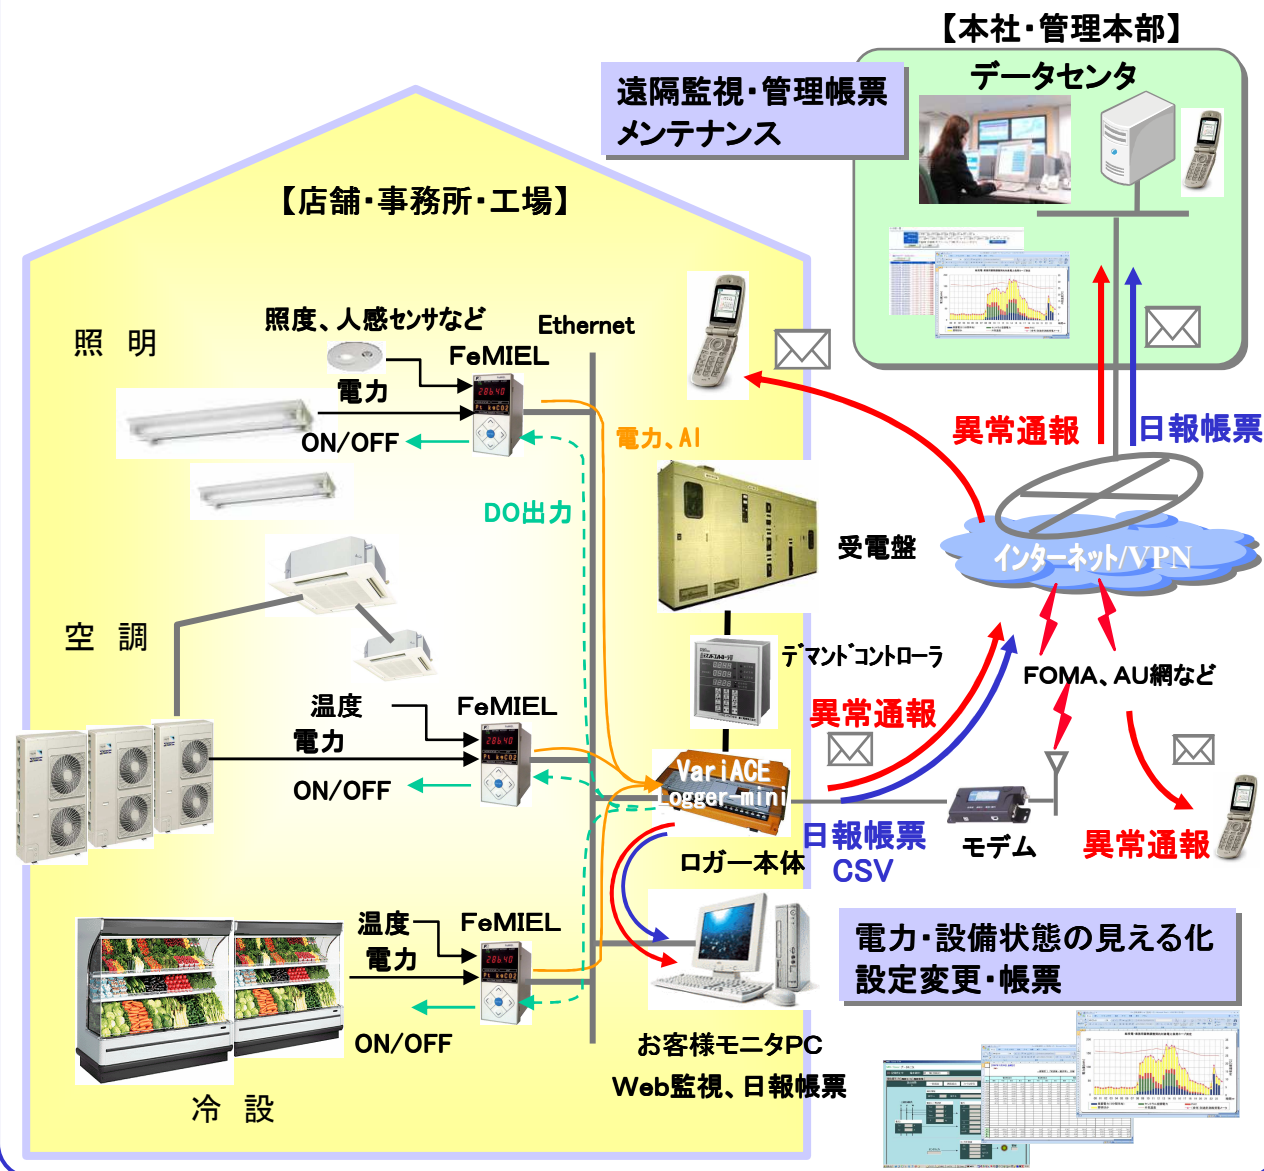 【本社・管理本部】
データセンタ
遠隔監視・管理帳票
メンテナンス
【店舗・事務所・工場】
照度、人感センサなど
Ethernet
照 明
FeMIEL
電力
ON/OFF
電力、AI
異常通報
日報帳票
DO出力
受電盤
インターネット/VPN
空 調
デマンドコントローラ
FOMA、AU網など
温度
FeMIEL
電力
異常通報
ON/OFF
VariACE
Logger-mini
日報帳票
CSV
モデム
異常通報
ロガー本体
温度
FeMIEL
電力
電力・設備状態の見える化
設定変更・帳票
ON/OFF
お客様モニタPC
Web監視、日報帳票
冷 設